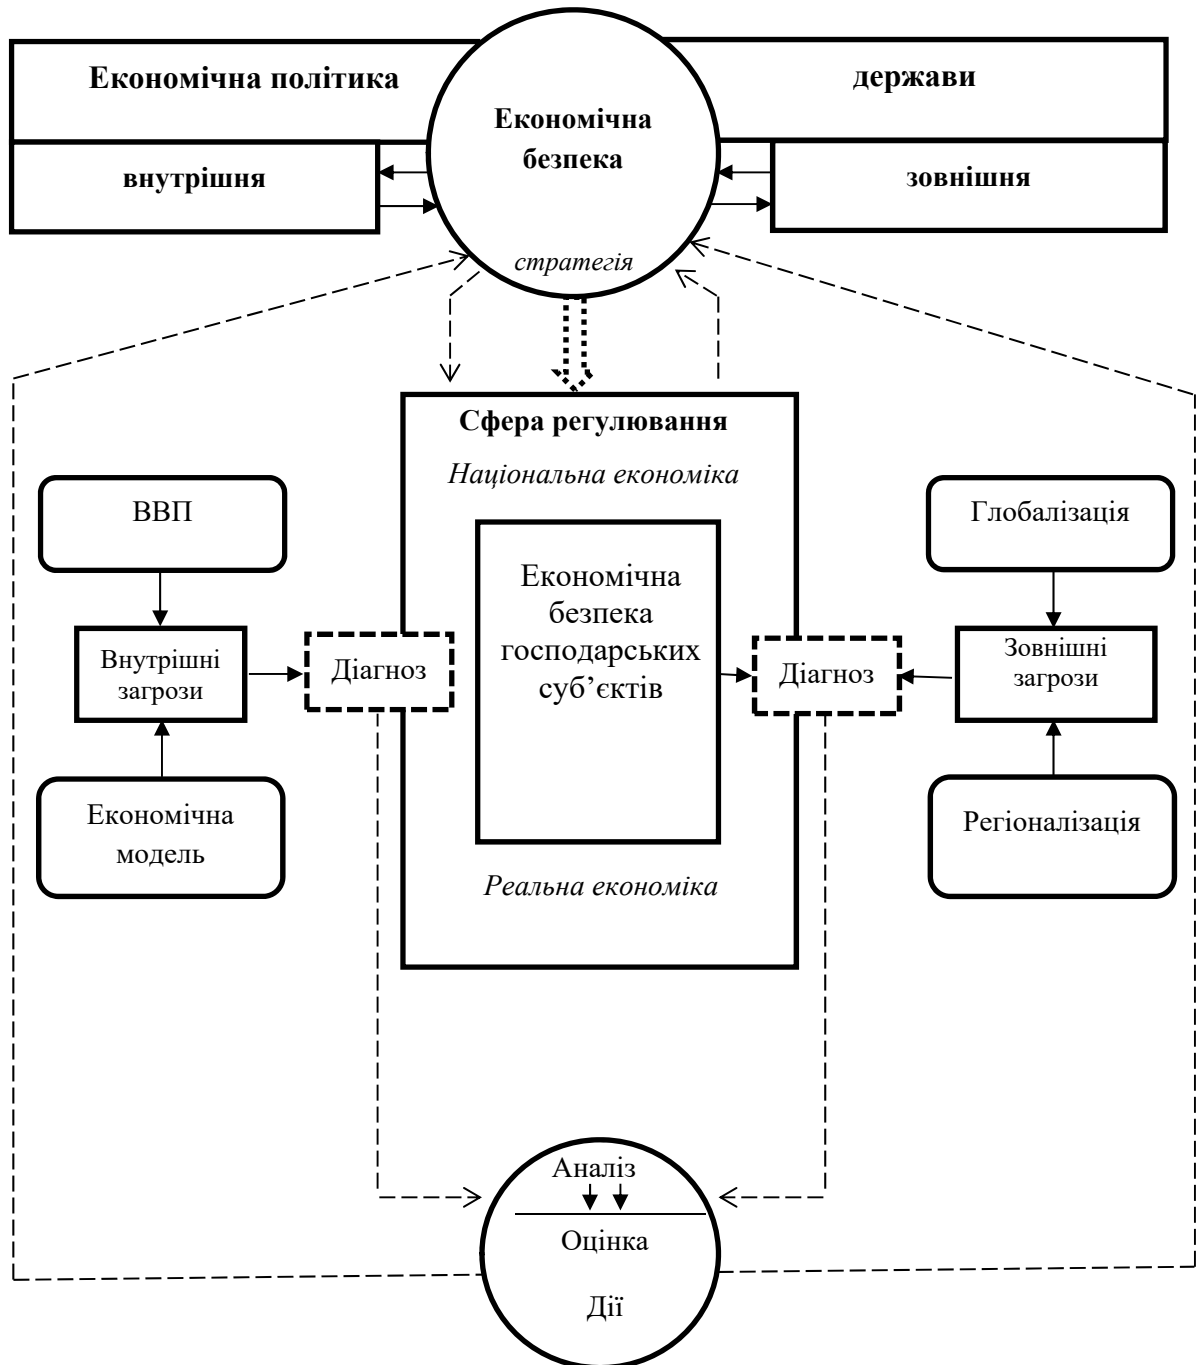 Економічна політика
держави
Економічна
безпека
внутрішня
зовнішня
стратегія
Сфера регулювання
Національна економіка
ВВП
Глобалізація
Економічна
безпека
господарських
суб’єктів
Внутрішні
загрози
Діагноз
Діагноз
Зовнішні
загрози
Економічна
модель
Регіоналізація
Реальна економіка
Аналіз
Оцінка
Дії